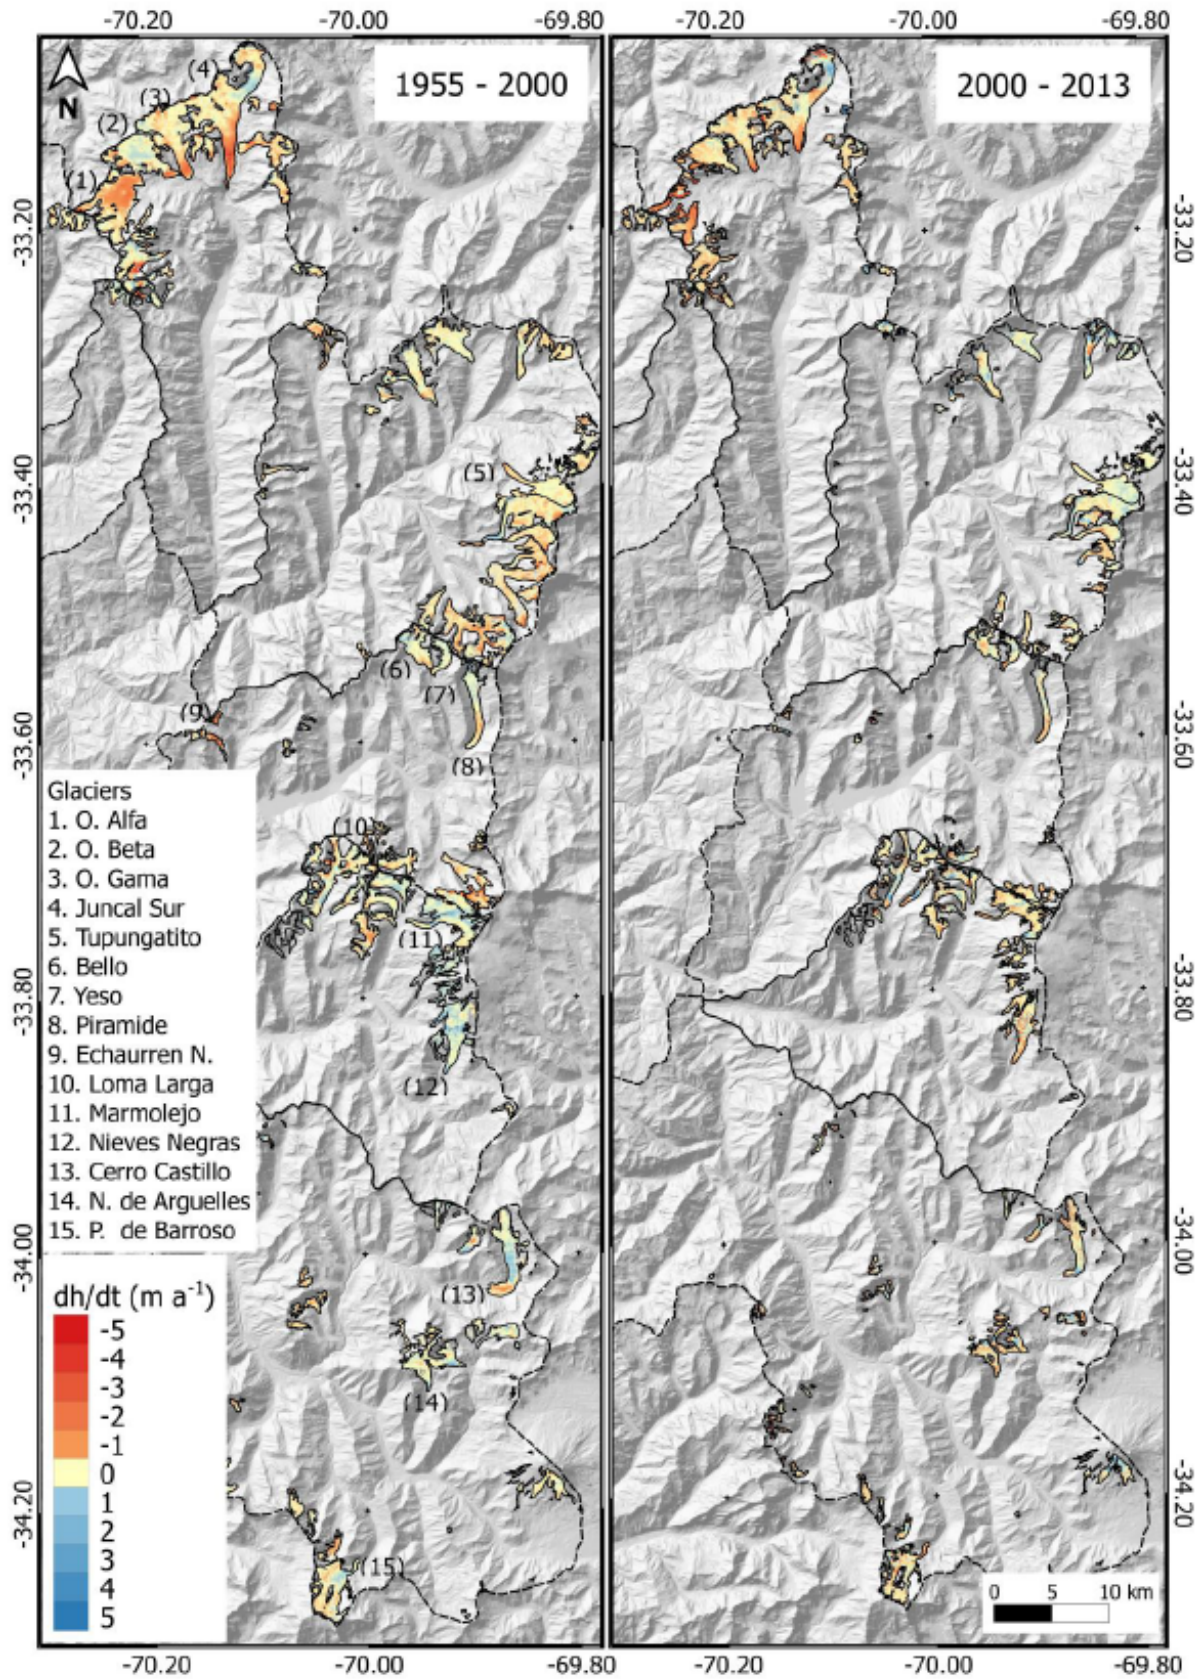 -70.20 -70.00 -69.80 -70.20 -70.00 -69.80
1955 - 2000
2000 - 2013
N
(4)
(3)
(2)
(1)
-33.20
-33.20
(5)
-33.40
-33.40
(6)
(7)
(9)
(8)
-33.60
-33.60
Glaciers
1. O. Alfa
2. O. Beta
3. O. Gama
4. Juncal Sur
5. Tupungatito
6. Bello
7. Yeso
8. Piramide
9. Echaurren N.
10. Loma Larga
11. Marmolejo
12. Nieves Negras
13. Cerro Castillo
14. N. de Arguelles
15. P. de Barroso
(10)
(11)
-33.80
-33.80
(12)
-34.00
-34.00
(13)
(14)
dh/dt (m a⁻¹)
-5
-4
-3
-2
-1
0
1
2
3
4
5
-34.20
-34.20
(15)
0 5 10 km
-70.20 -70.00 -69.80 -70.20 -70.00 -69.80